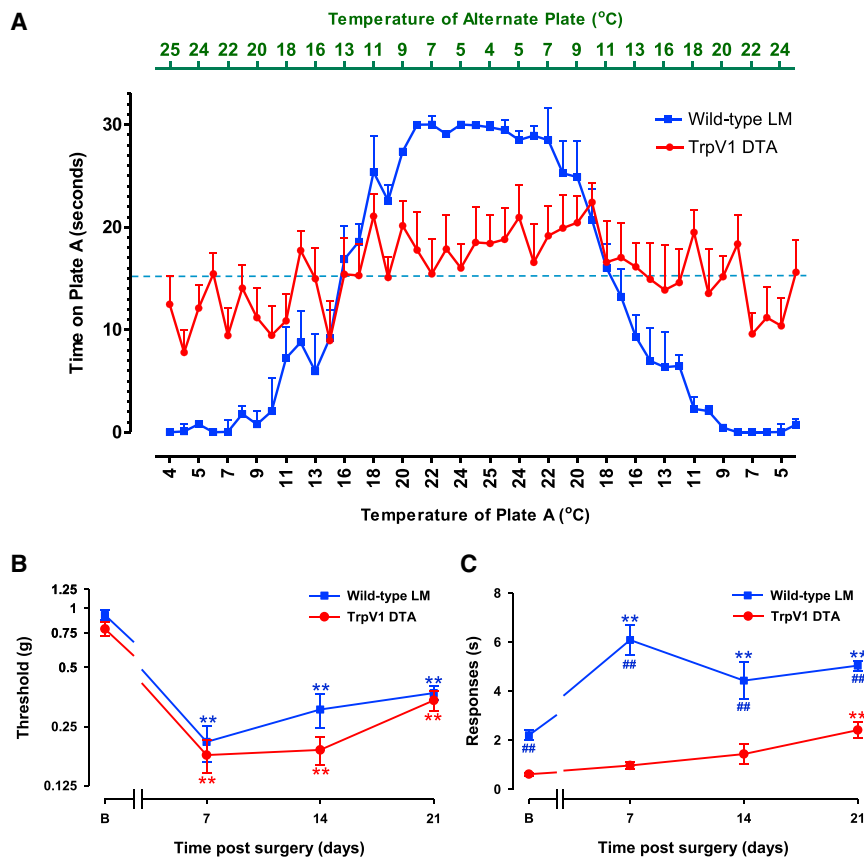 A
Temperature of Alternate Plate (°C)
25 24 22 20 18 16 13 11 9 7 5 4 5 7 9 11 13 16 18 20 22 24
Time on Plate A (seconds)
30
20
10
0
Wild-type LM
TrpV1 DTA
4 5 7 9 11 13 16 18 20 22 24 25 24 22 20 18 16 13 11 9 7 5
Temperature of Plate A (°C)
B
Threshold (g)
1.25
1
0.75
0.5
0.25
0.125
Wild-type LM
TrpV1 DTA
** ** **
** ** **
B 7 14 21
Time post surgery (days)
C
Responses (s)
8
6
4
2
0
Wild-type LM
TrpV1 DTA
** ** **
## ## ## ##
**
B 7 14 21
Time post surgery (days)